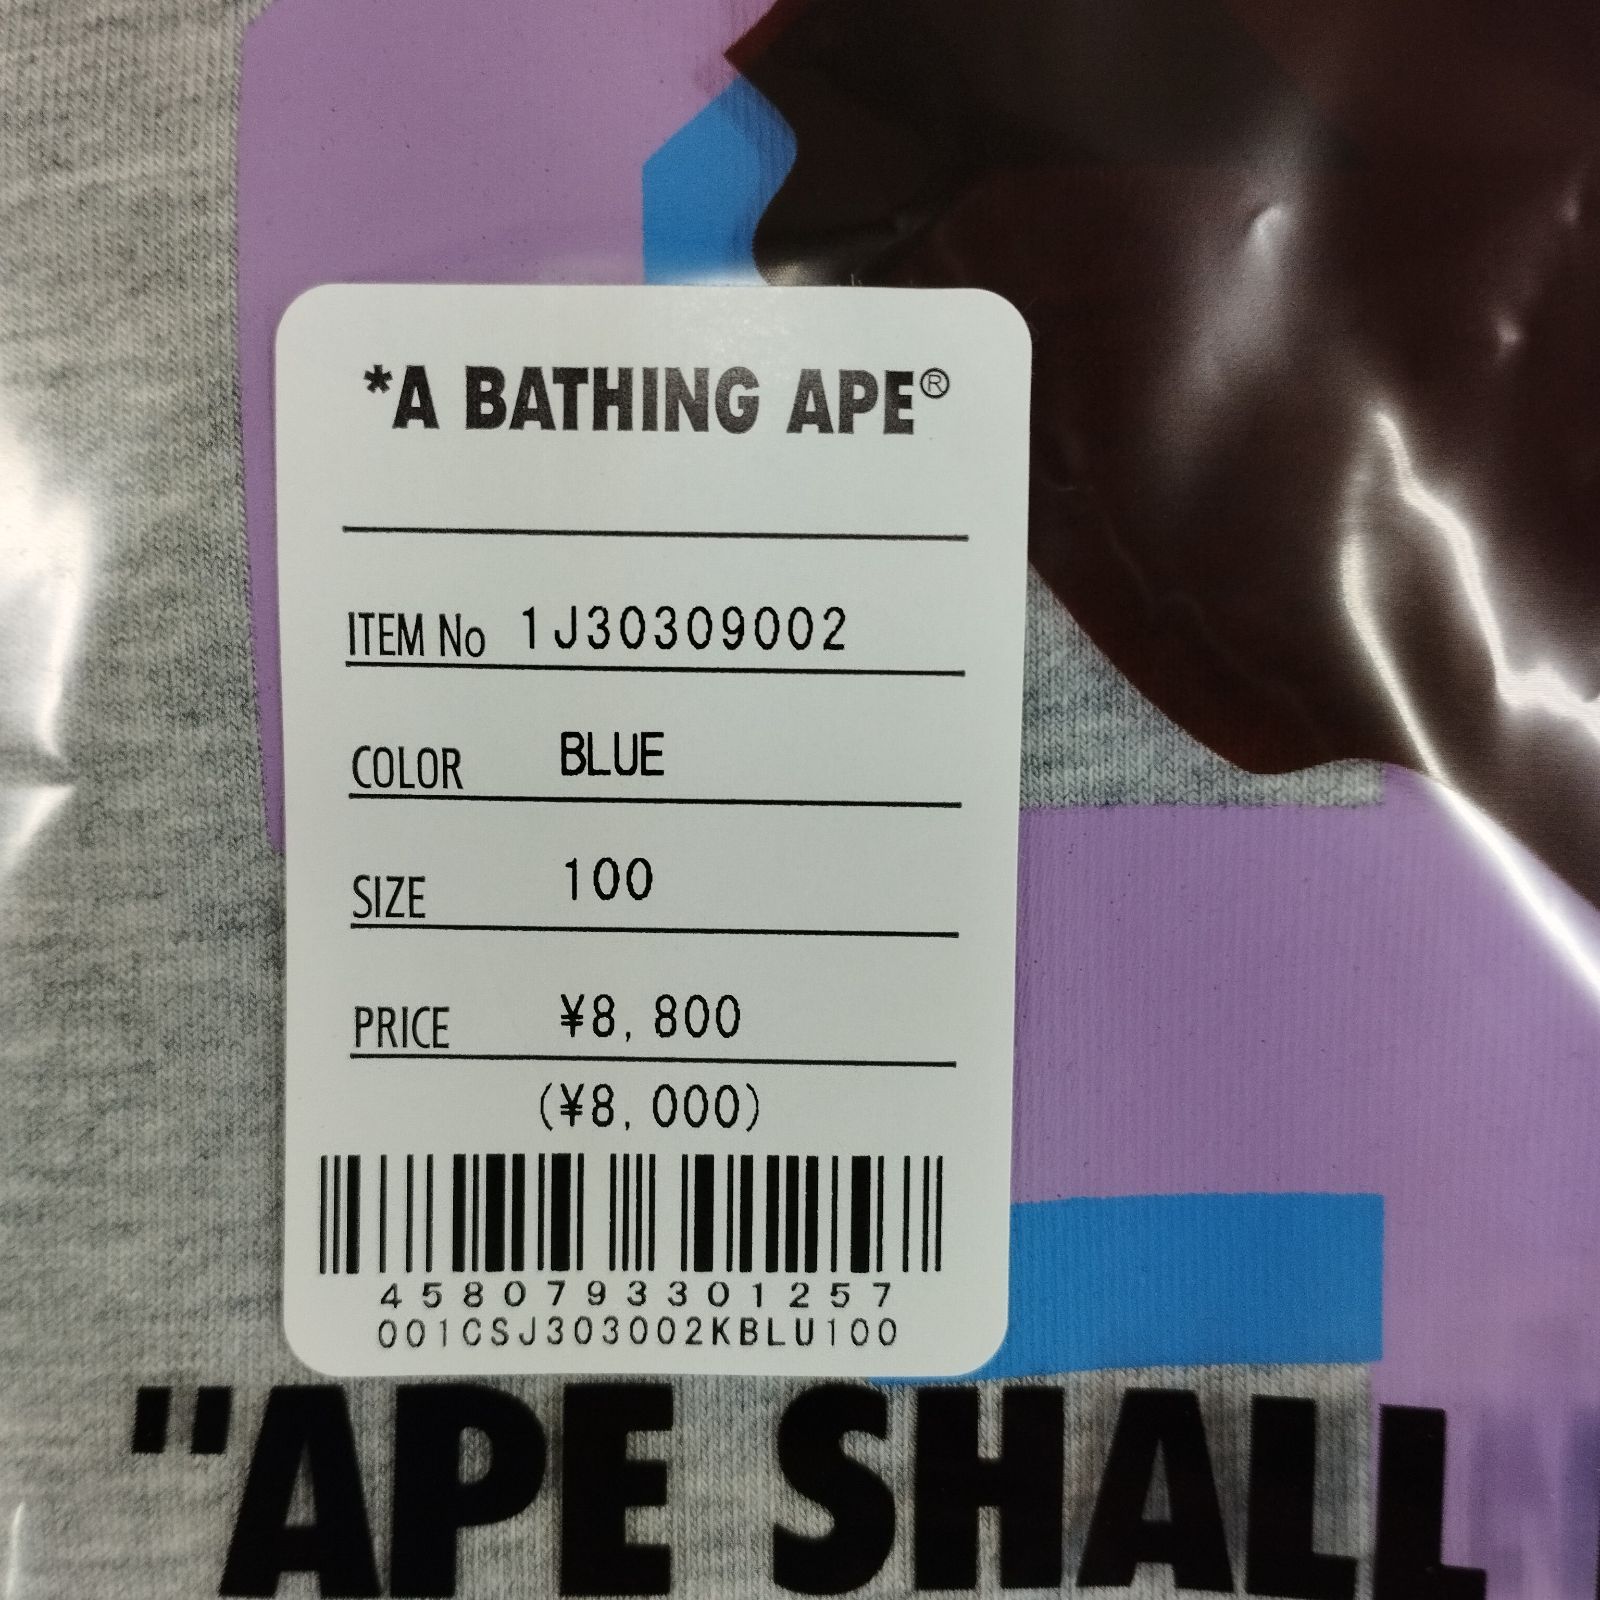 *A BATHING APE®
ITEM No 1J30309002
COLOR BLUE
SIZE 100
PRICE ¥8,800
(¥8,000)
4580793301257
001CSJ303002KBLU100
"APE SHALL